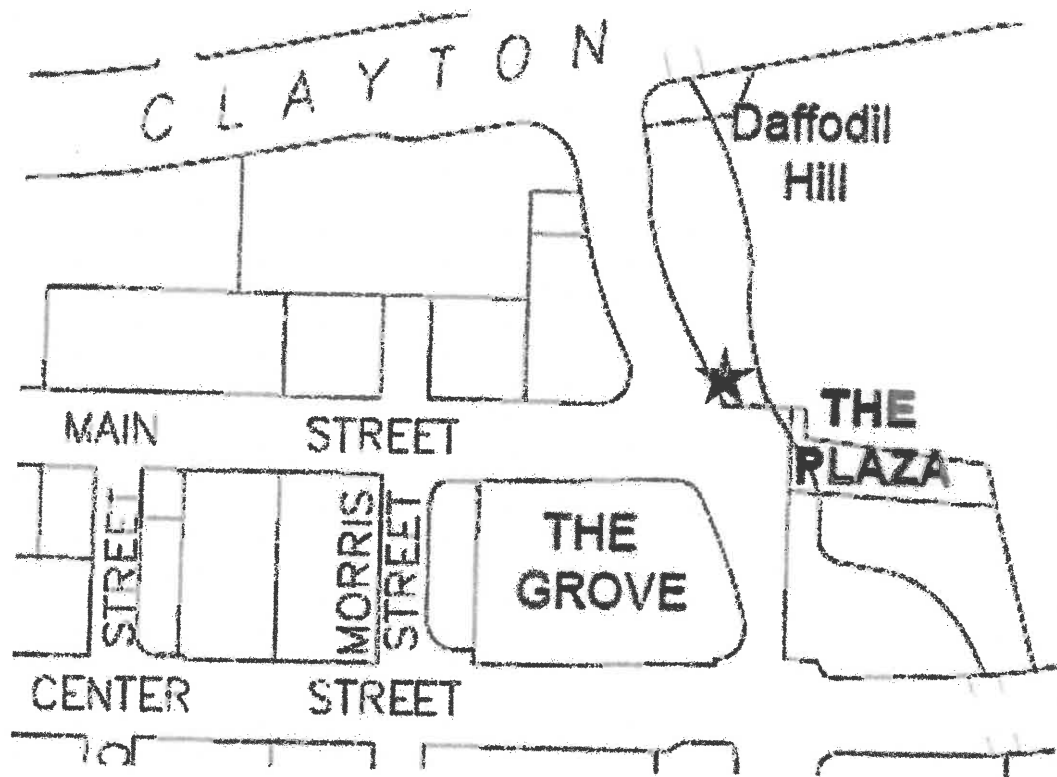 CLAYTON
Daffodil
Hill
THE
PLAZA
MAIN STREET
STREET
MORRIS
STREET
THE
GROVE
CENTER STREET